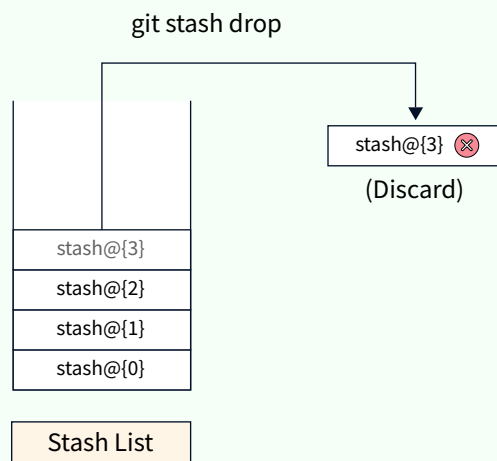 git stash drop
stash@{3}
(Discard)
stash@{3}
stash@{2}
stash@{1}
stash@{0}
Stash List